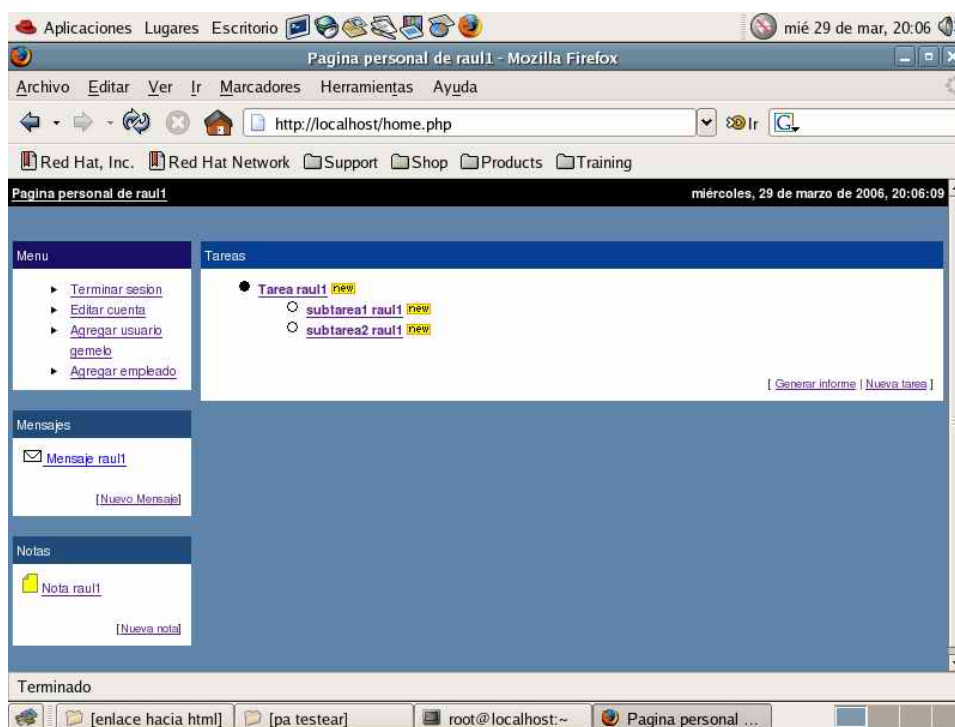 Aplicaciones Lugares Escritorio mié 29 de mar, 20:06
Pagina personal de raul1 - Mozilla Firefox
Archivo Editar Ver Ir Marcadores Herramientas Ayuda
http://localhost/home.php Ir G
Red Hat, Inc. Red Hat Network Support Shop Products Training
Pagina personal de raul1 miércoles, 29 de marzo de 2006, 20:06:09
Menu
Terminar sesion
Editar cuenta
Agregar usuario
gemelo
Agregar empleado
Tareas
Tarea raul1 new
subtarea1 raul1 new
subtarea2 raul1 new
[ Generar informe | Nueva tarea ]
Mensajes
Mensaje raul1
[Nuevo Mensaje]
Notas
Nota raul1
[Nueva nota]
Terminado
[enlace hacia html] [pa testear] root@localhost:~ Pagina personal ...